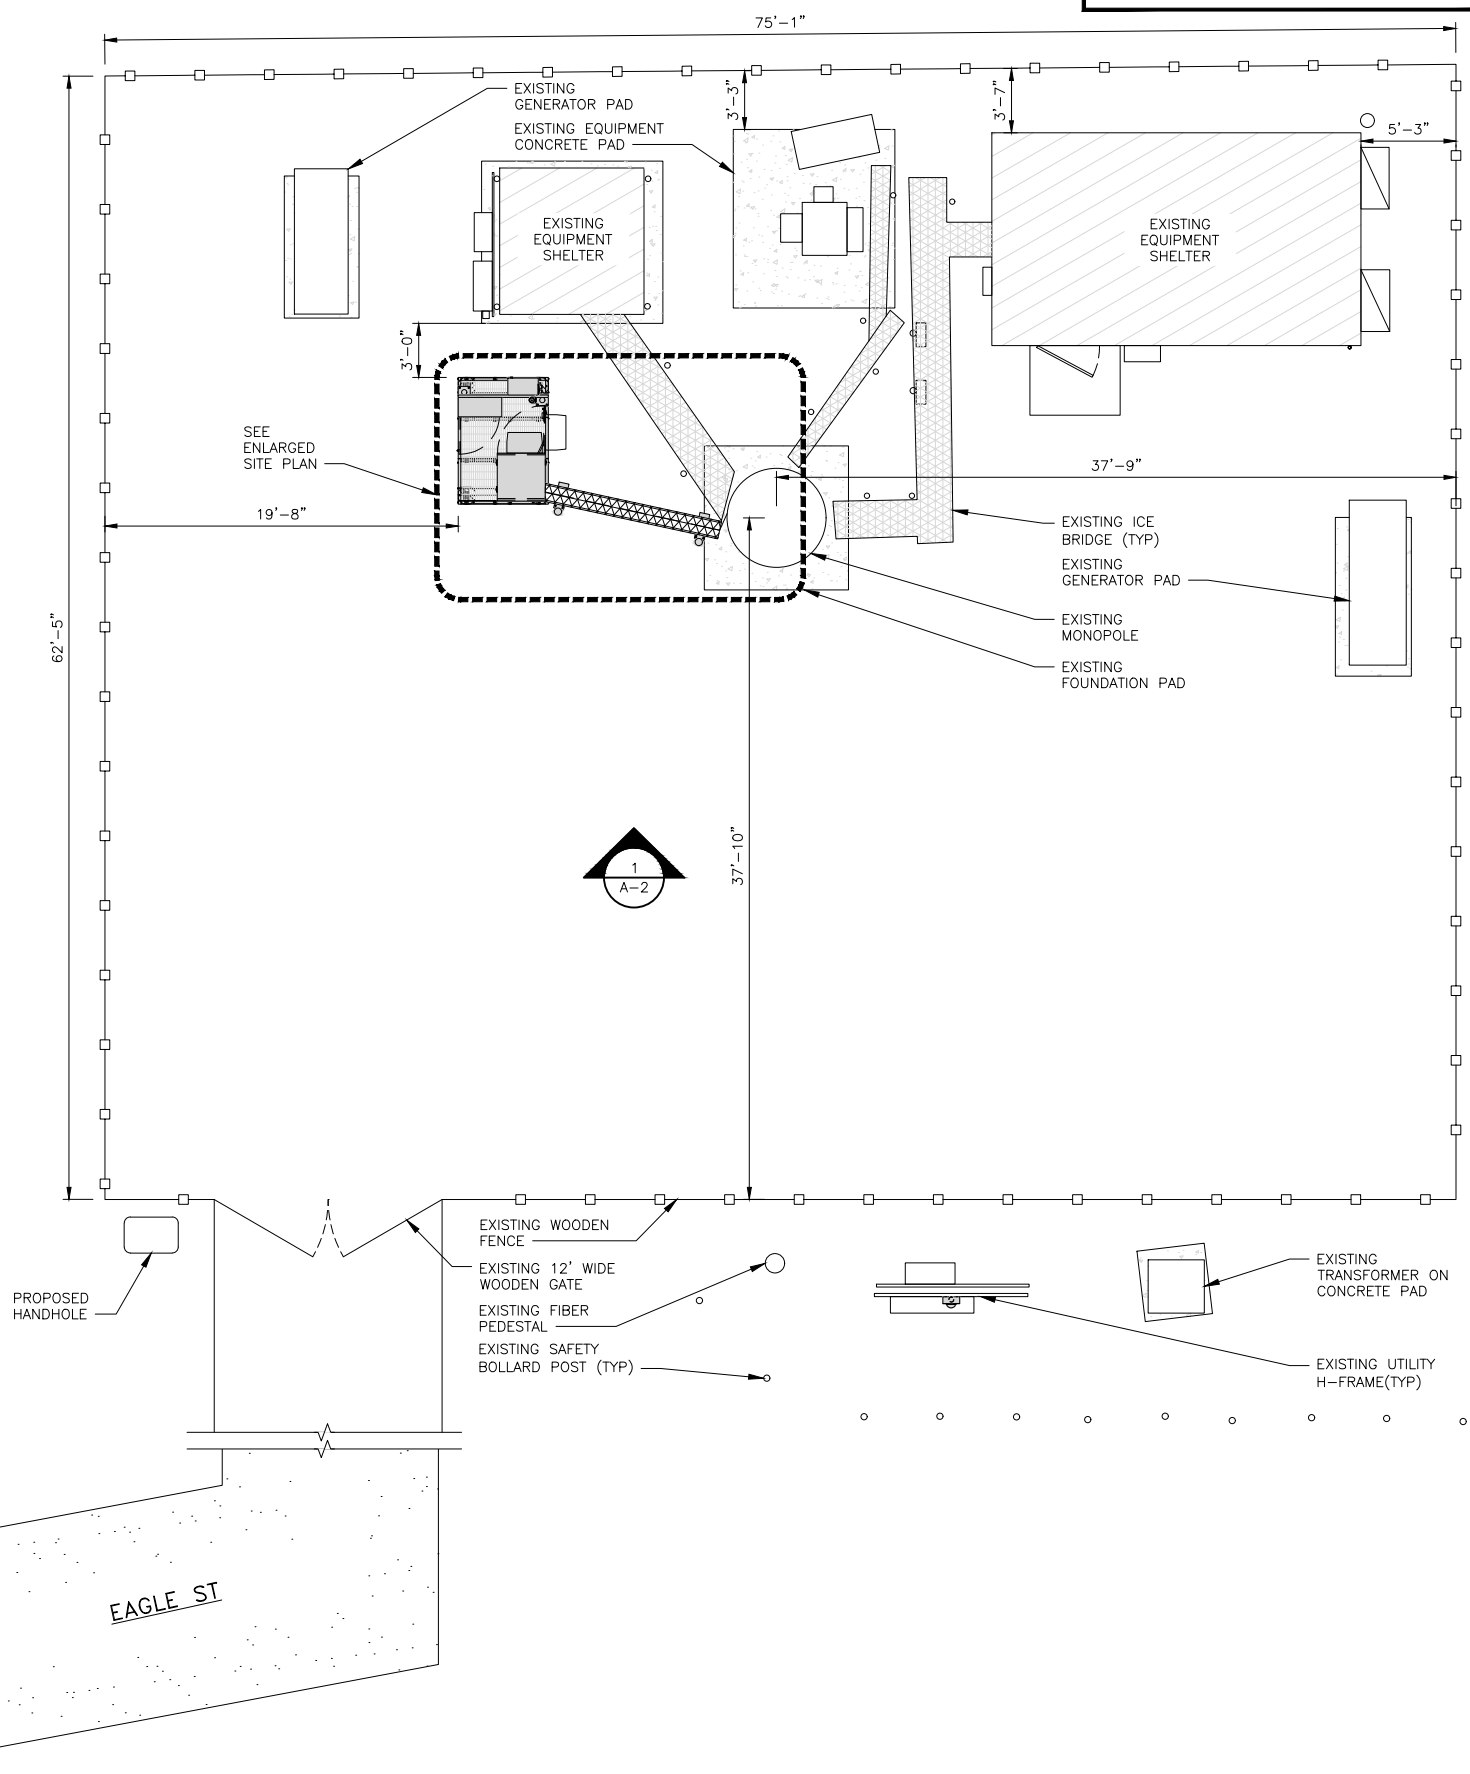 75'-1"
EXISTING
GENERATOR PAD
EXISTING EQUIPMENT
CONCRETE PAD
3'-3"
3'-7"
5'-3"
EXISTING
EQUIPMENT
SHELTER
EXISTING
EQUIPMENT
SHELTER
3'-0"
SEE
ENLARGED
SITE PLAN
37'-9"
19'-8"
EXISTING ICE
BRIDGE (TYP)
EXISTING
GENERATOR PAD
EXISTING
MONOPOLE
EXISTING
FOUNDATION PAD
62'-5"
37'-10"
1
A-2
EXISTING WOODEN
FENCE
EXISTING 12' WIDE
WOODEN GATE
EXISTING FIBER
PEDESTAL
EXISTING SAFETY
BOLLARD POST (TYP)
PROPOSED
HANDHOLE
EXISTING
TRANSFORMER ON
CONCRETE PAD
EXISTING UTILITY
H-FRAME(TYP)
EAGLE ST